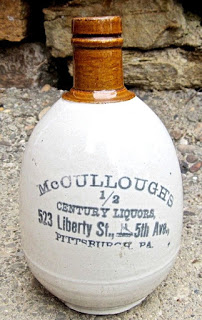 McCULLOUGH'S
1/2
CENTURY LIQUORS,
523 Liberty St., 5th Ave.,
PITTSBURGH, PA.